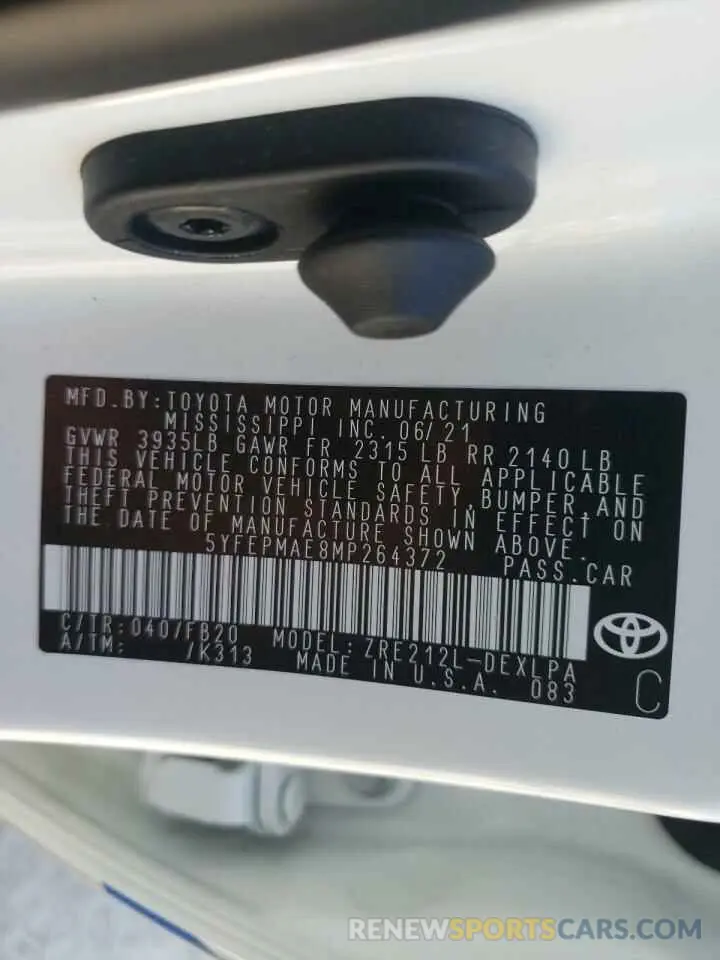 MFD. BY: TOYOTA MOTOR MANUFACTURING
MISSISSIPPI INC. 06/21
GVWR 3935LB GAWR FR 2315 LB RR 2140 LB
THIS VEHICLE CONFORMS TO ALL APPLICABLE
FEDERAL MOTOR VEHICLE SAFETY, BUMPER, AND
THEFT PREVENTION STANDARDS IN EFFECT ON
THE DATE OF MANUFACTURE SHOWN ABOVE.
5YFEPMAE8MP264372 PASS. CAR
C/TR: 040/FB20 MODEL: ZRE212L-DEXLPA
A/TM: /K313 MADE IN U.S.A. 083
C
RENEWSPORTSCARS.COM